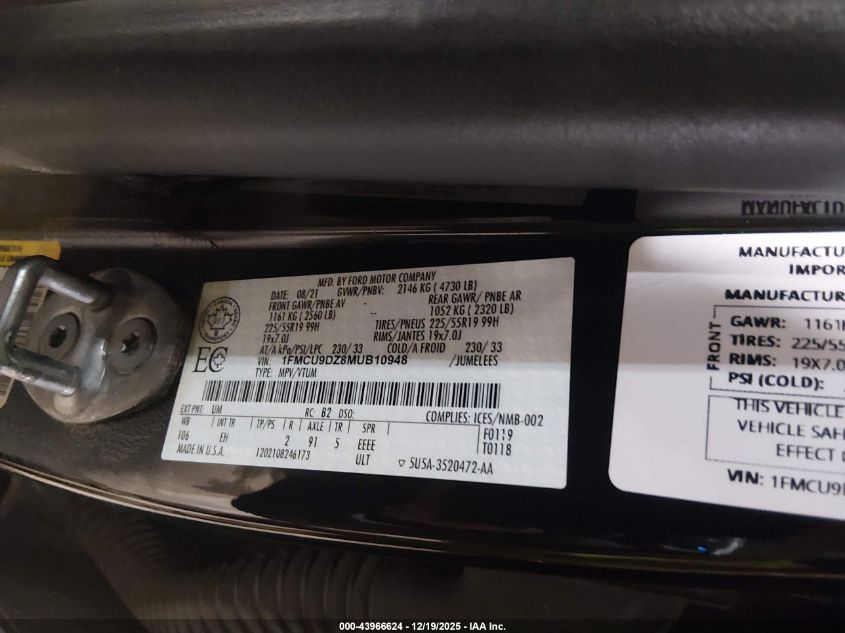 MFD. BY FORD MOTOR COMPANY
DATE: 08/21 GVWR/PNBV: 2146 KG ( 4730 LB)
FRONT GAWR/PNBE AV REAR GAWR/ PNBE AR
1161 KG ( 2560 LB) -- 1052 KG ( 2320 LB)
225/55R19 99H TIRES/PNEUS 225/55R19 99H
19x7.0J RIMS/JANTES 19x7.0J
AT/A kPa/PSI/LPC 230/ 33 COLD/A FROID 230/ 33
VIN: 1FMCU9DZ8MUB10948 /JUMELEES
TYPE: MPV/VTUM
EC
EXT PNT: UM RC: B2 DSO: COMPLIES: ICES/NMB-002
WB INT TR TP/PS R AXLE TR SPR F0119
106 EH 2 91 5 EEEE T0118
MADE IN U.S.A. 1202108246173 ULT 5U5A-3520472-AA
MANUFACTU
IMPOR
MANUFACTUR
FRONT
GAWR: 1161
TIRES: 225/55
RIMS: 19X7.0
PSI (COLD):
THIS VEHICLE
VEHICLE SAF
EFFECT
VIN: 1FMCU9
000-43966624 - 12/19/2025 - IAA Inc.